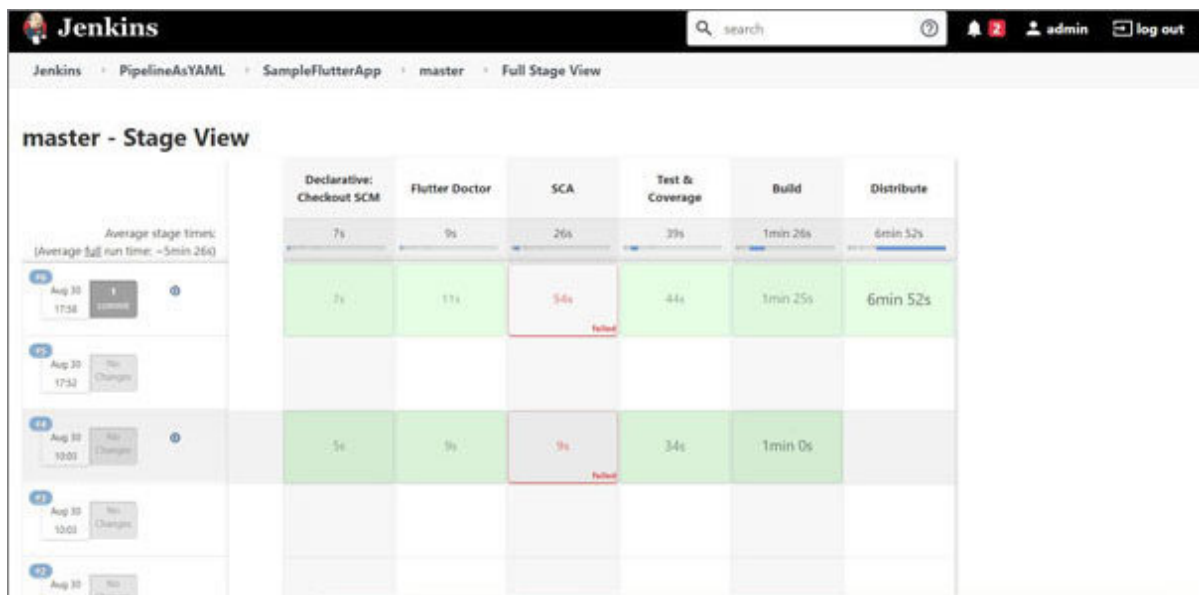 Jenkins
search
2
admin
log out
Jenkins
PipelineAsYAML
SampleFlutterApp
master
Full Stage View
master - Stage View
Declarative:
Checkout SCM
Flutter Doctor
SCA
Test &
Coverage
Build
Distribute
Average stage times:
(Average full run time: ~5min 26s)
7s
9s
26s
39s
1min 26s
6min 52s
#6
Aug 30
17:58
1
commit
7s
11s
54s
failed
44s
1min 25s
6min 52s
#5
Aug 30
17:52
No
Changes
#4
Aug 30
10:03
No
Changes
5s
9s
9s
failed
34s
1min 0s
#3
Aug 30
10:03
No
Changes
#2
Aug 30
No